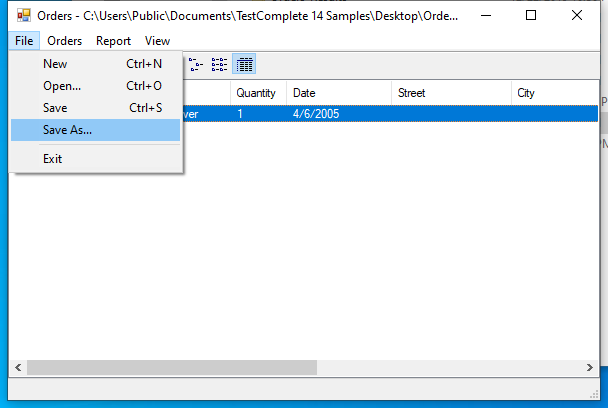 Orders - C:\Users\Public\Documents\TestComplete 14 Samples\Desktop\Orde...
File Orders Report View
New Ctrl+N
Open... Ctrl+O
Save Ctrl+S
Save As...
Exit
Quantity Date Street City
ver 1 4/6/2005